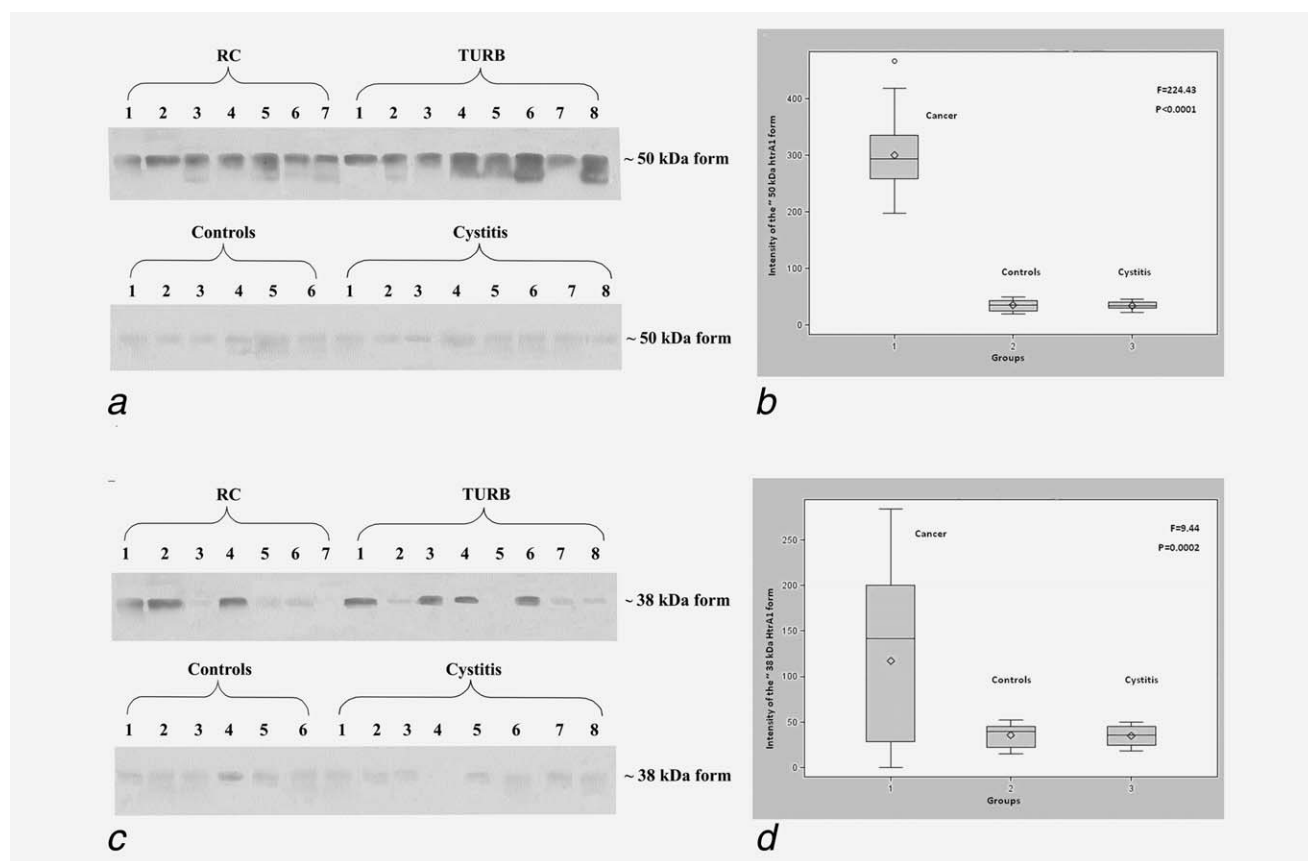 RC TURB
1 2 3 4 5 6 7 1 2 3 4 5 6 7 8
~ 50 kDa form
Controls Cystitis
1 2 3 4 5 6 1 2 3 4 5 6 7 8
~ 50 kDa form
a
Intensity of the ~ 50 kDa htrA1 form
400
300
200
100
0
F=224.43
P<0.0001
Cancer
Controls
Cystitis
1 2 3
Groups
b
RC TURB
1 2 3 4 5 6 7 1 2 3 4 5 6 7 8
~ 38 kDa form
Controls Cystitis
1 2 3 4 5 6 1 2 3 4 5 6 7 8
~ 38 kDa form
c
Intensity of the ~ 38 kDa HtrA1 form
250
200
150
100
50
0
F=9.44
P=0.0002
Cancer
Controls
Cystitis
1 2 3
Groups
d